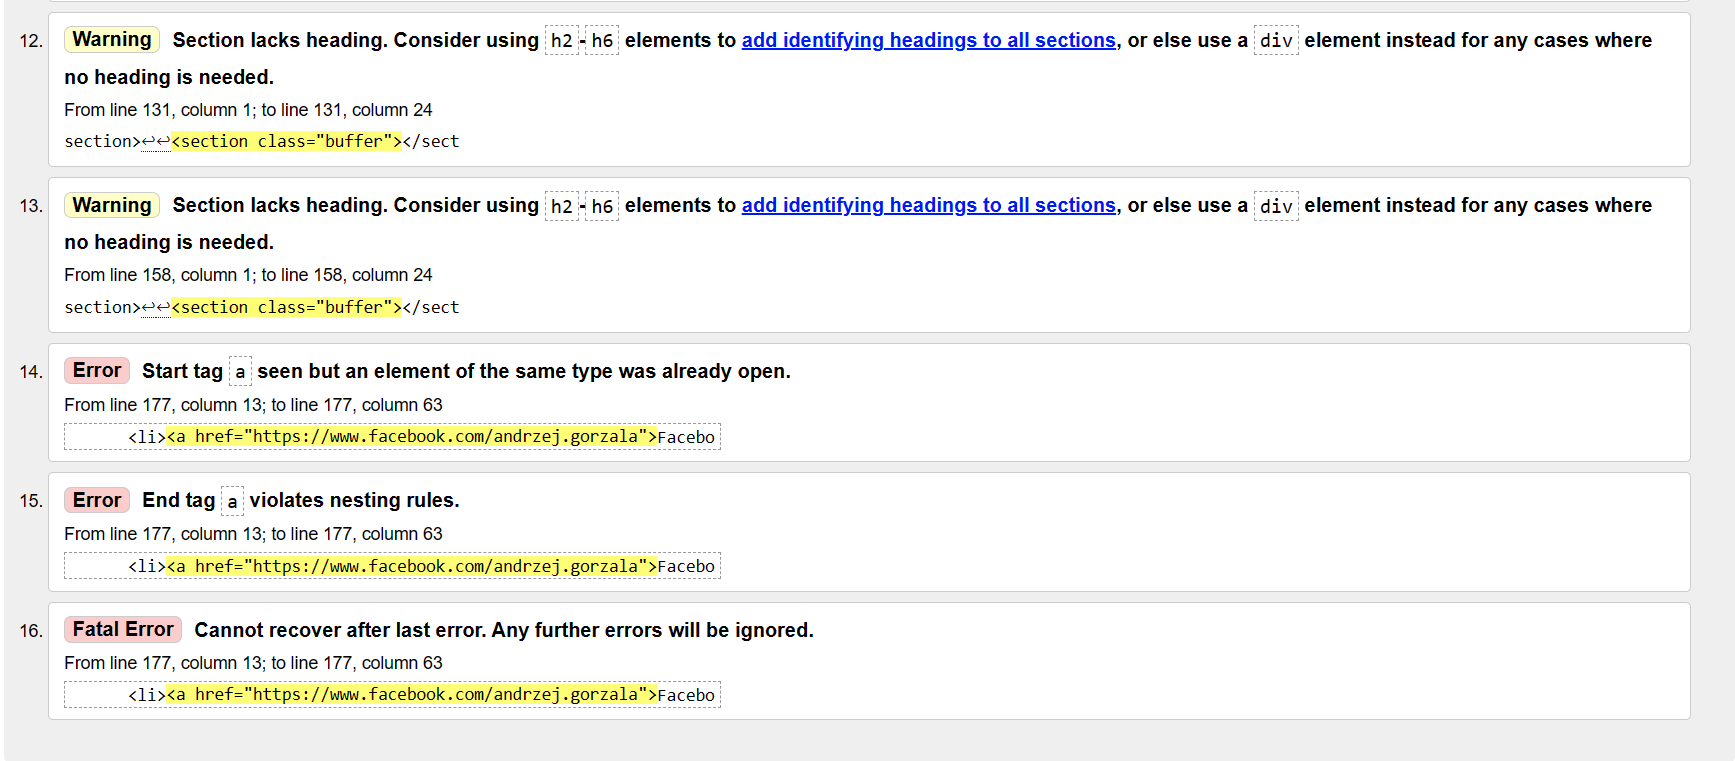 12. Warning Section lacks heading. Consider using h2-h6 elements to add identifying headings to all sections, or else use a div element instead for any cases where
no heading is needed.
From line 131, column 1; to line 131, column 24
section>↩↩<section class="buffer"></sect
13. Warning Section lacks heading. Consider using h2-h6 elements to add identifying headings to all sections, or else use a div element instead for any cases where
no heading is needed.
From line 158, column 1; to line 158, column 24
section>↩↩<section class="buffer"></sect
14. Error Start tag a seen but an element of the same type was already open.
From line 177, column 13; to line 177, column 63
<li><a href="https://www.facebook.com/andrzej.gorzala">Facebo
15. Error End tag a violates nesting rules.
From line 177, column 13; to line 177, column 63
<li><a href="https://www.facebook.com/andrzej.gorzala">Facebo
16. Fatal Error Cannot recover after last error. Any further errors will be ignored.
From line 177, column 13; to line 177, column 63
<li><a href="https://www.facebook.com/andrzej.gorzala">Facebo